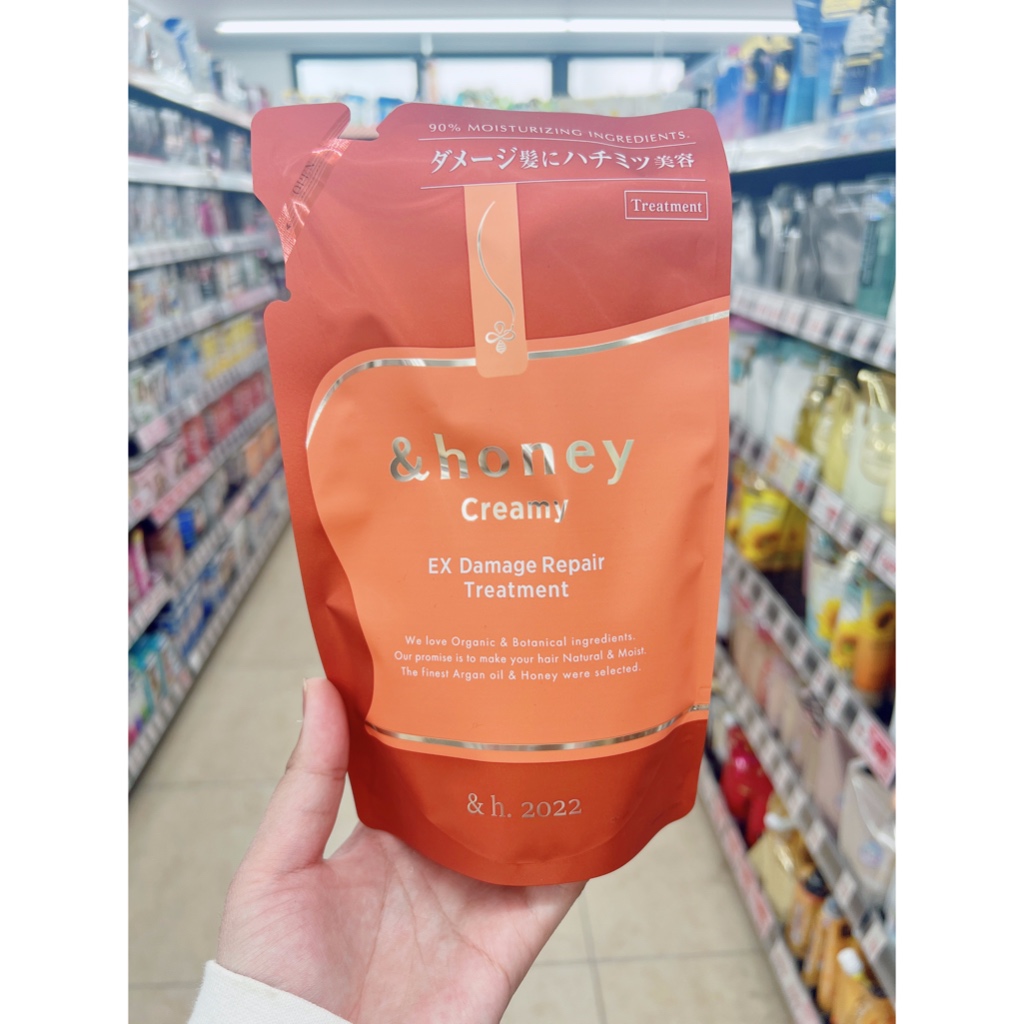 90% MOISTURIZING INGREDIENTS.
ダメージ髪にハチミツ美容
Treatment
OPEN
&honey
Creamy
EX Damage Repair
Treatment
We love Organic & Botanical ingredients.
Our promise is to make your hair Natural & Moist.
The finest Argan oil & Honey were selected.
&h. 2022